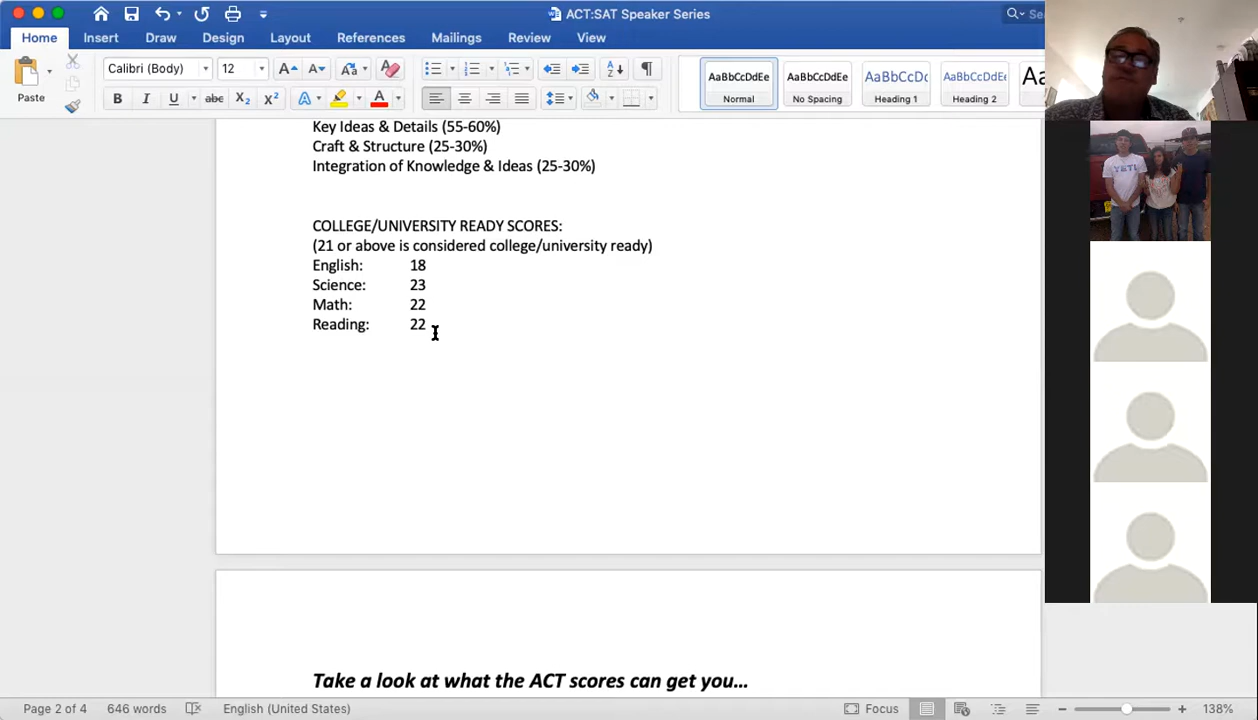 ACT:SAT Speaker Series
Home Insert Draw Design Layout References Mailings Review View
Paste
Calibri (Body) 12
AaBbCcDdEe AaBbCcDdEe AaBbCcDc AaBbCcDdEe
Normal No Spacing Heading 1 Heading 2
Key Ideas & Details (55-60%)
Craft & Structure (25-30%)
Integration of Knowledge & Ideas (25-30%)
COLLEGE/UNIVERSITY READY SCORES:
(21 or above is considered college/university ready)
English: 18
Science: 23
Math: 22
Reading: 22
Take a look at what the ACT scores can get you...
Page 2 of 4 646 words English (United States) Focus 138%
YETI